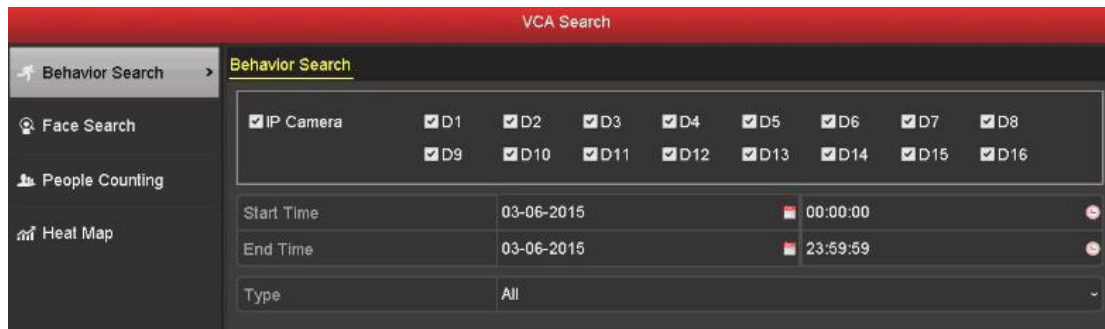 VCA Search
Behavior Search
Face Search
People Counting
Heat Map
Behavior Search
IP Camera D1 D2 D3 D4 D5 D6 D7 D8
D9 D10 D11 D12 D13 D14 D15 D16
Start Time 03-06-2015 00:00:00
End Time 03-06-2015 23:59:59
Type All